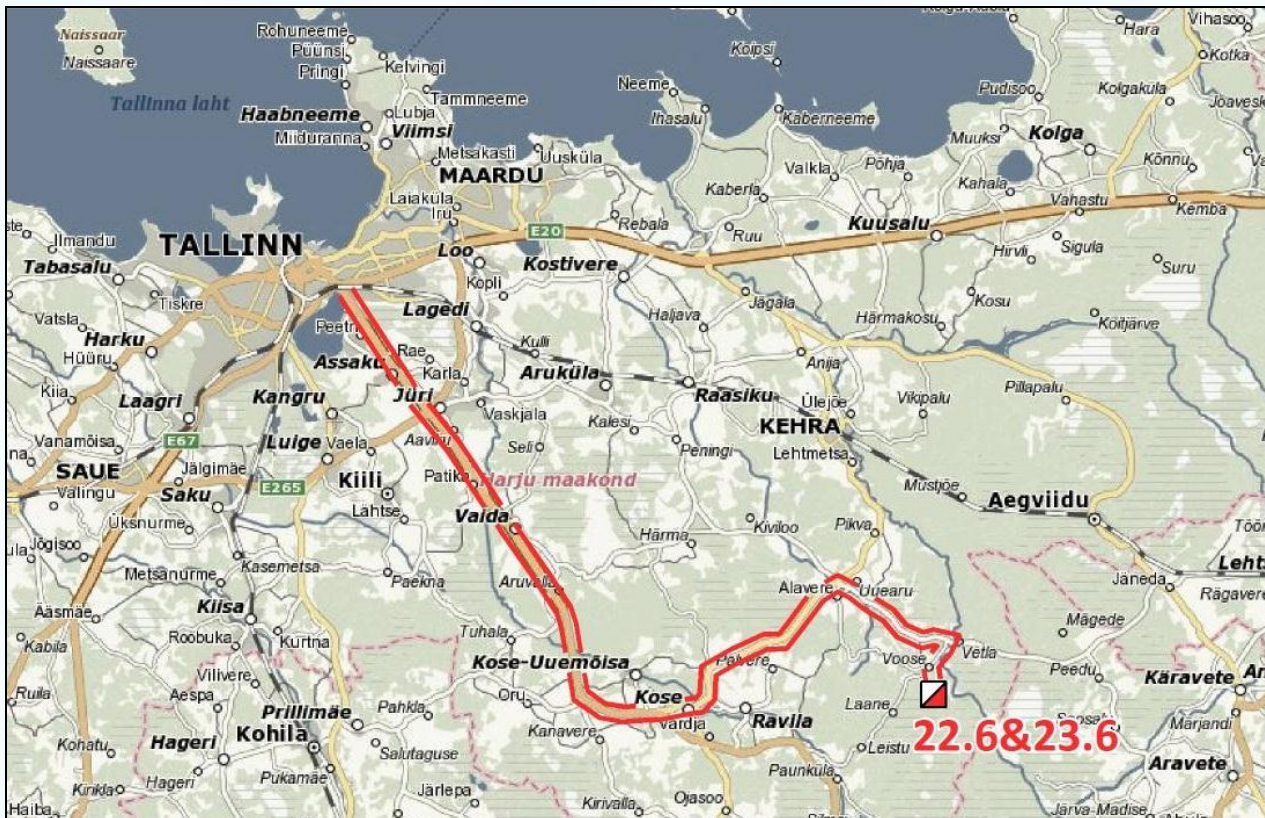 Naissaar
Naissaare
Rohuneeme
Püünsi
Pringi
Kelvingi
Tammneeme
Lubja
Haabneeme
Viimsi
Miiduranna
Tallinna laht
Metsakasti
Uusküla
MAARDU
Laiaküla
Iru
Neeme
Koipsi
Ihasalu
Kaberneeme
Hara
Vihasoo
Kotka
Pudisoo
Kolgaküla
Joaves
Muuksi
Kolga
Valkla
Põhja
Kõnnu
Kahala
Kaberla
Vahastu
Kemba
Rebala
Kuusalu
Ruu
Hirvli
Sigula
Suru
E20
Ilmandu
TALLINN
Tabasalu
Loo
Kostivere
Kopli
Tiskre
Jägala
Kosu
Lagedi
Haljava
Härmakosu
Koitjärve
Vatsla
Harku
Peetri
Hüüru
Assaku
Rae
Kulli
Anija
Karla
Aruküla
Raasiku
Pillapalu
Kiia
Laagri
Kangru
Jüri
Vaskjala
Ülejõe
Vikipalu
Kalesi
KEHRA
Vanamõisa
E67
Luige
Vaela
Aaviku
Seli
Peningi
Lehtmetsa
SAUE
Jälgimäe
Valingu
Saku
E265
Kiili
Patika
Harju maakond
Mustjõe
Aegviidu
Lähtse
Vaida
Üksnurme
Kiviloo
Pikva
Härma
Jõgisoo
Kasemetsa
Metsanurme
Paekna
Aruvalla
Alavere
Uuearu
Jäneda
Leht
Rägavere
Ääsmäe
Kiisa
Kabila
Roobuka
Kurtna
Tuhala
Mägede
Vetla
Kose-Uuemõisa
Voose
Peedu
Vilivere
Ruila
Aespa
Oru
Käravete
Kose
Laane
Prillimäe
Pahkla
Vardja
Ravila
22.6&23.6
Marjandi
Kohatu
Hageri
Kohila
Salutaguse
Kanavere
Leistu
Aravete
Hageri
Pukamäe
Paunküla
Kirikla
Järlepa
Haiba
Kirivalla
Ojasoo
Järva-Madise